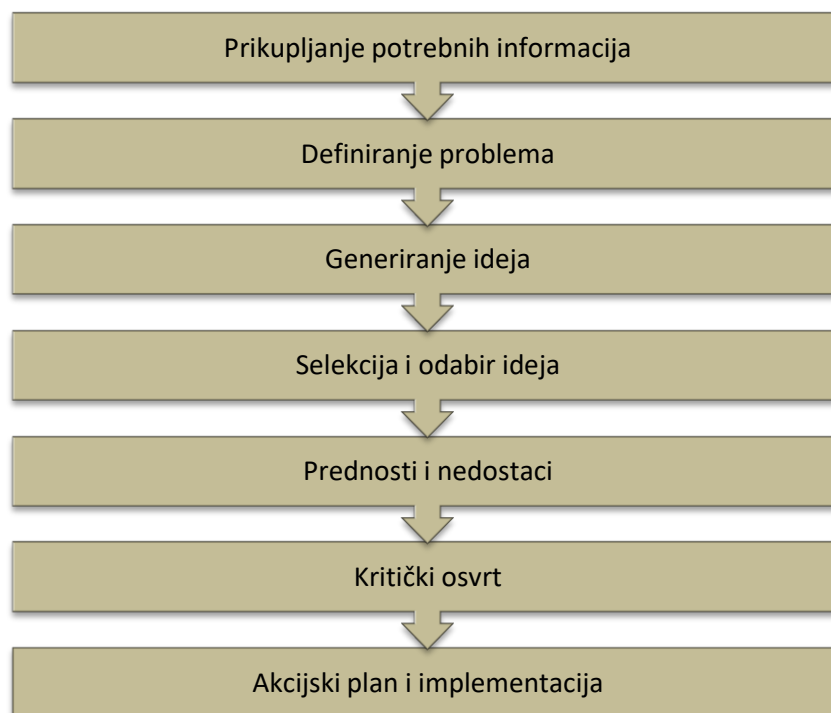 Prikupljanje potrebnih informacija
Definiranje problema
Generiranje ideja
Selekcija i odabir ideja
Prednosti i nedostaci
Kritički osvrt
Akcijski plan i implementacija